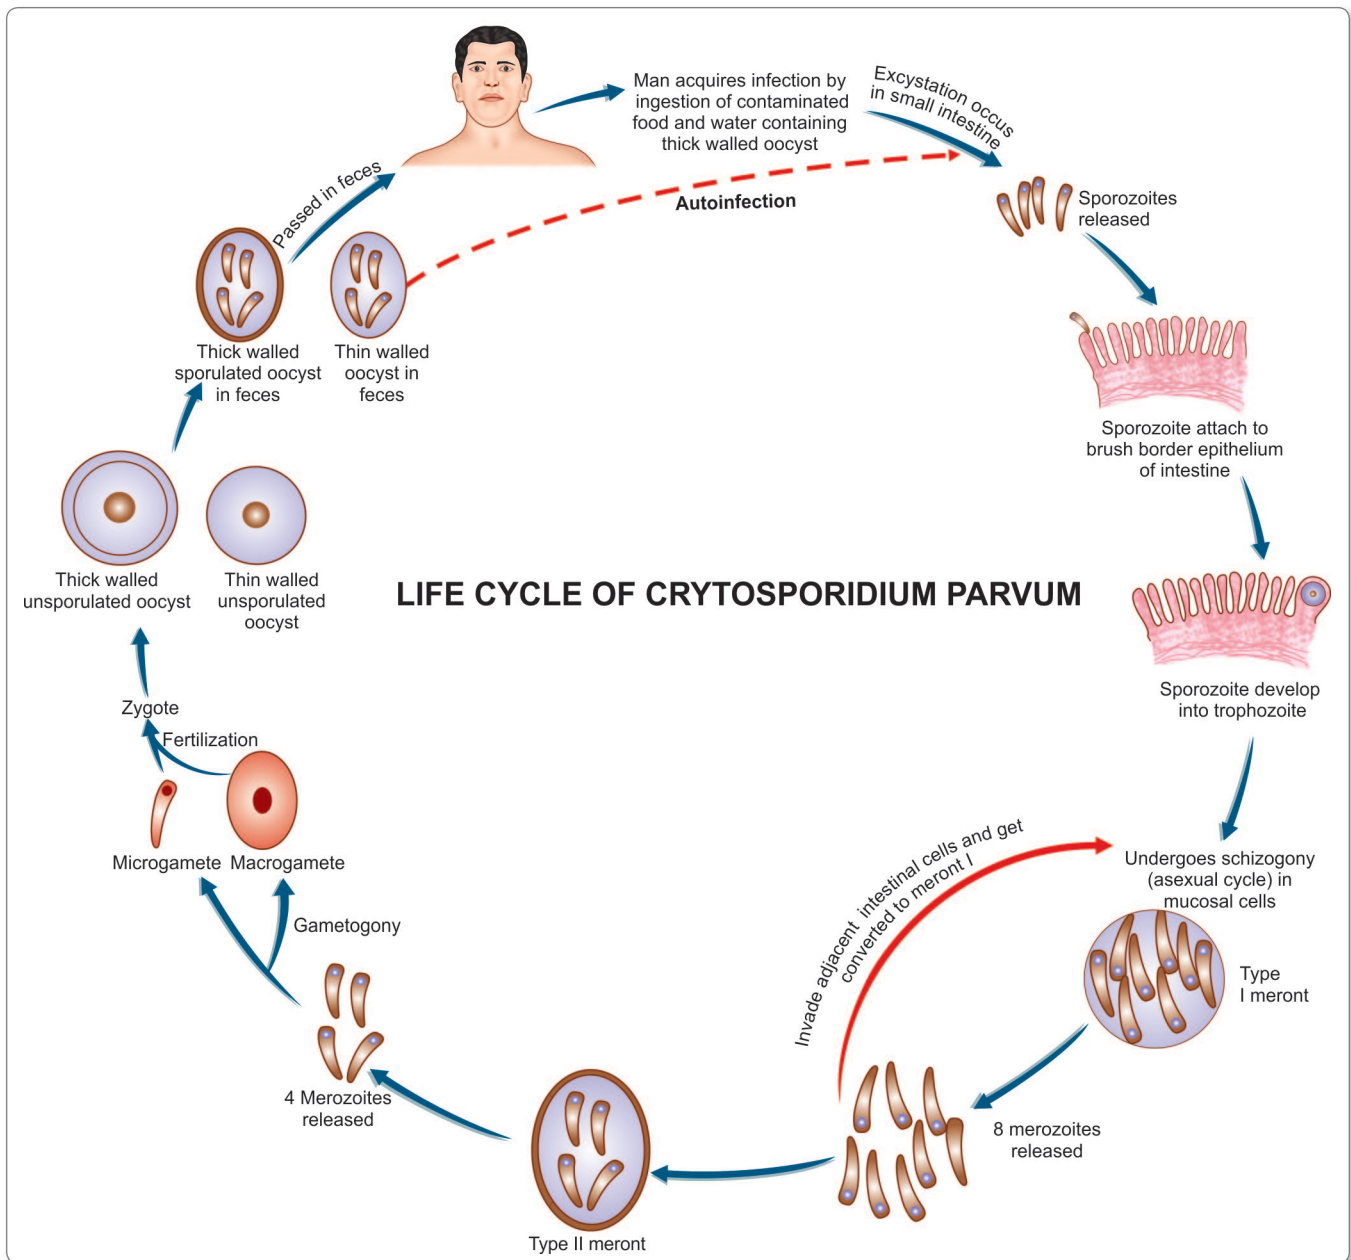 Man acquires infection by
ingestion of contaminated
food and water containing
thick walled oocyst
Excystation occus
in small intestine
Passed in feces
Autoinfection
Sporozoites
released
Thick walled
sporulated oocyst
in feces
Thin walled
oocyst in
feces
Sporozoite attach to
brush border epithelium
of intestine
Thick walled
unsporulated oocyst
Thin walled
unsporulated
oocyst
LIFE CYCLE OF CRYTOSPORIDIUM PARVUM
Sporozoite develop
into trophozoite
Zygote
Fertilization
Microgamete
Macrogamete
Invade adjacent intestinal cells and get
converted to meront I
Undergoes schizogony
(asexual cycle) in
mucosal cells
Gametogony
Type
I meront
4 Merozoites
released
8 merozoites
released
Type II meront